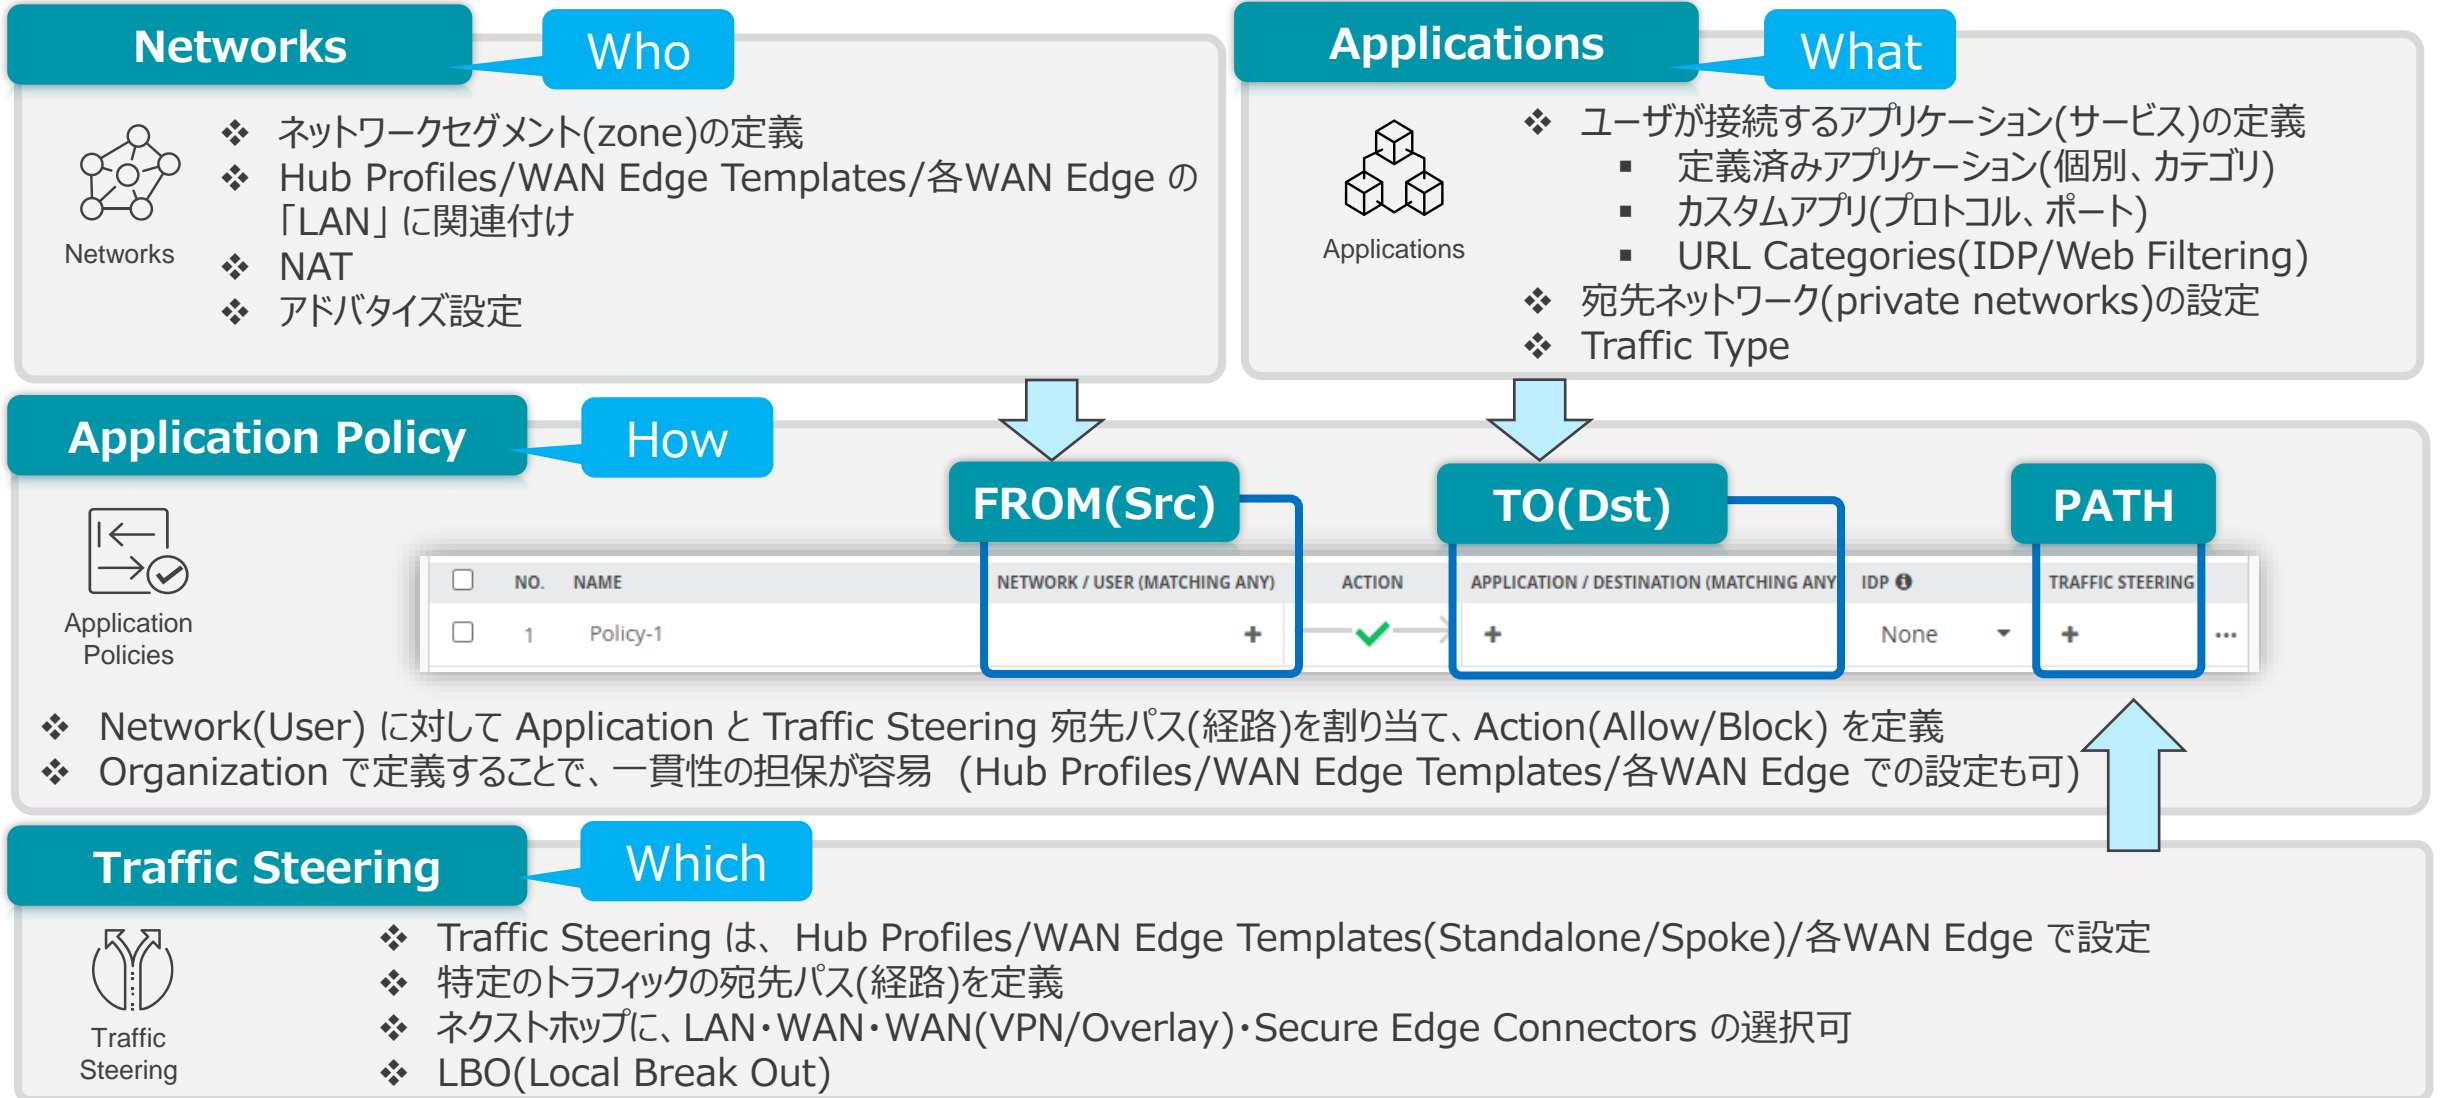 Networks
Who
❖ ネットワークセグメント(zone)の定義
❖ Hub Profiles/WAN Edge Templates/各WAN Edge の
「LAN」 に関連付け
❖ NAT
❖ アドバタイズ設定
Networks
Applications
What
❖ ユーザが接続するアプリケーション(サービス)の定義
▪ 定義済みアプリケーション(個別、カテゴリ)
▪ カスタムアプリ(プロトコル、ポート)
▪ URL Categories(IDP/Web Filtering)
❖ 宛先ネットワーク(private networks)の設定
❖ Traffic Type
Applications
Application Policy
How
FROM(Src)
TO(Dst)
PATH
Application
Policies
NO. NAME NETWORK / USER (MATCHING ANY) ACTION APPLICATION / DESTINATION (MATCHING ANY IDP TRAFFIC STEERING
1 Policy-1 + + None + ...
❖ Network(User) に対して Application と Traffic Steering 宛先パス(経路)を割り当て、Action(Allow/Block) を定義
❖ Organization で定義することで、一貫性の担保が容易 (Hub Profiles/WAN Edge Templates/各WAN Edge での設定も可)
Traffic Steering
Which
Traffic
Steering
❖ Traffic Steering は、 Hub Profiles/WAN Edge Templates(Standalone/Spoke)/各WAN Edge で設定
❖ 特定のトラフィックの宛先パス(経路)を定義
❖ ネクストホップに、LAN・WAN・WAN(VPN/Overlay)・Secure Edge Connectors の選択可
❖ LBO(Local Break Out)